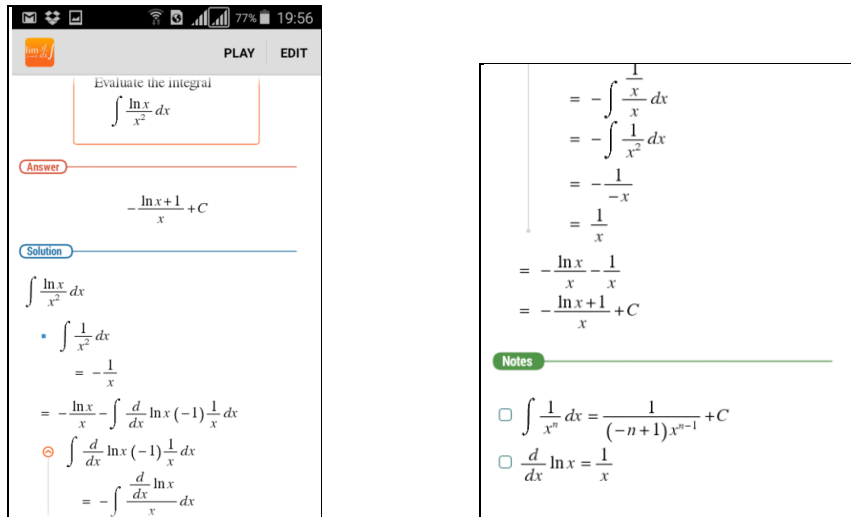 77% 19:56
lim d/dx ∫
PLAY EDIT
Evaluate the integral
∫ ln x / x² dx
Answer
− (ln x + 1) / x + C
Solution
∫ ln x / x² dx
∫ 1 / x² dx
= − 1 / x
= − ln x / x − ∫ d/dx ln x (−1) 1/x dx
∫ d/dx ln x (−1) 1/x dx
= − ∫ (d/dx ln x) / x dx
= − ∫ (1/x) / x dx
= − ∫ 1 / x² dx
= − 1 / −x
= 1 / x
= − ln x / x − 1 / x
= − (ln x + 1) / x + C
Notes
∫ 1 / xⁿ dx = 1 / ((−n+1) xⁿ⁻¹) + C
d/dx ln x = 1 / x